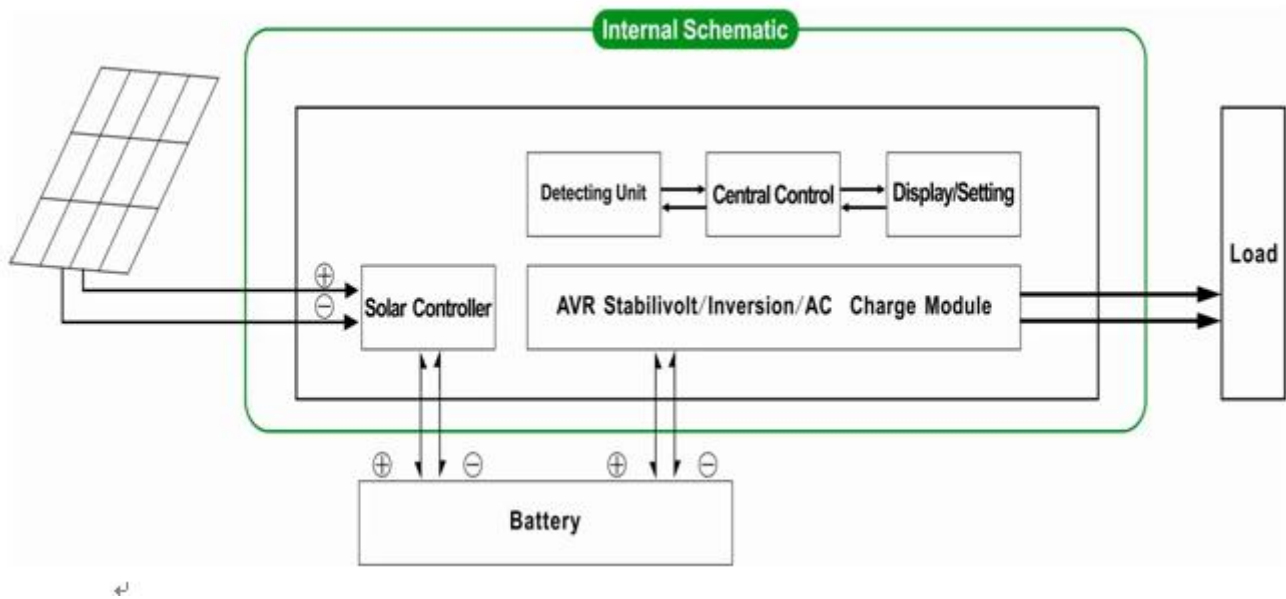 Internal Schematic
Detecting Unit
Central Control
Display/Setting
Load
+
−
Solar Controller
AVR Stabilivolt/Inversion/AC Charge Module
+ − + −
Battery
↵